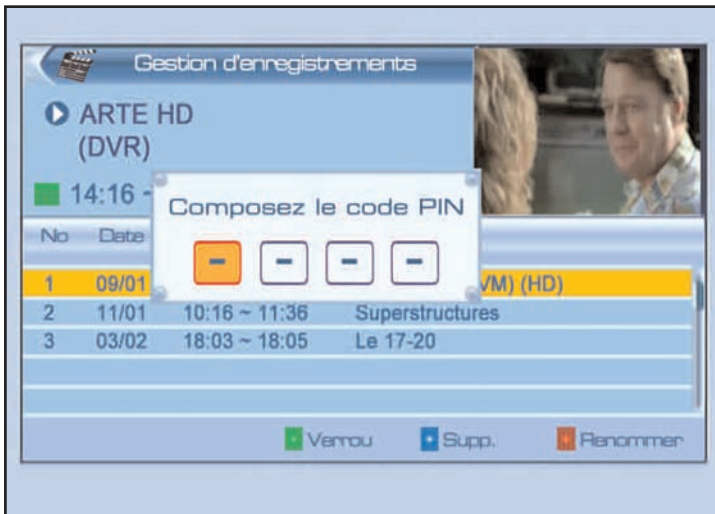 Gestion d'enregistrements
ARTE HD
(DVR)
14:16 ~
Composez le code PIN
- - - -
No Date
1 09/01 VM) (HD)
2 11/01 10:16 ~ 11:36 Superstructures
3 03/02 18:03 ~ 18:05 Le 17-20
Verrou Supp. Renommer